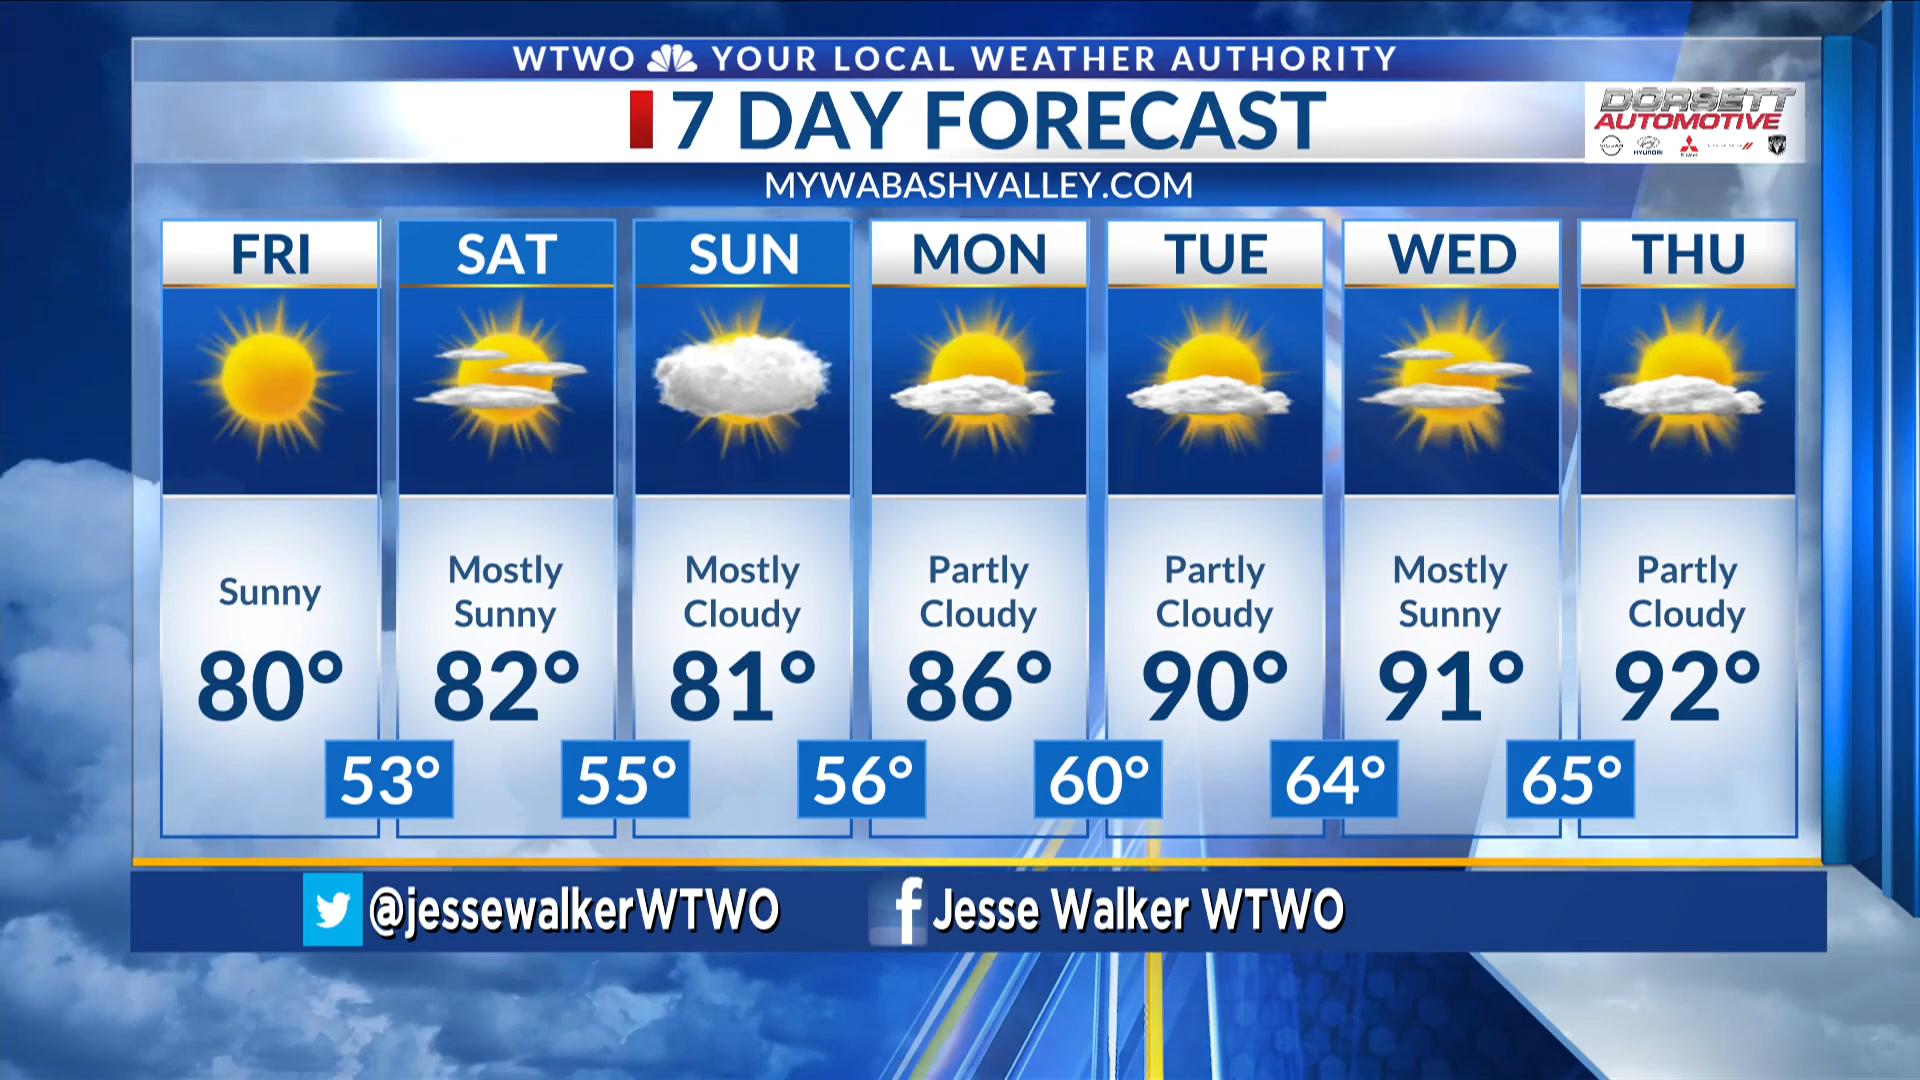 WTWO YOUR LOCAL WEATHER AUTHORITY
7 DAY FORECAST
DORSETT
AUTOMOTIVE
NISSAN HYUNDAI
MYWABASHVALLEY.COM
FRI SAT SUN MON TUE WED THU
Sunny
Mostly
Sunny
Mostly
Cloudy
Partly
Cloudy
Partly
Cloudy
Mostly
Sunny
Partly
Cloudy
80° 82° 81° 86° 90° 91° 92°
53° 55° 56° 60° 64° 65°
@jessewalkerWTWO
f Jesse Walker WTWO